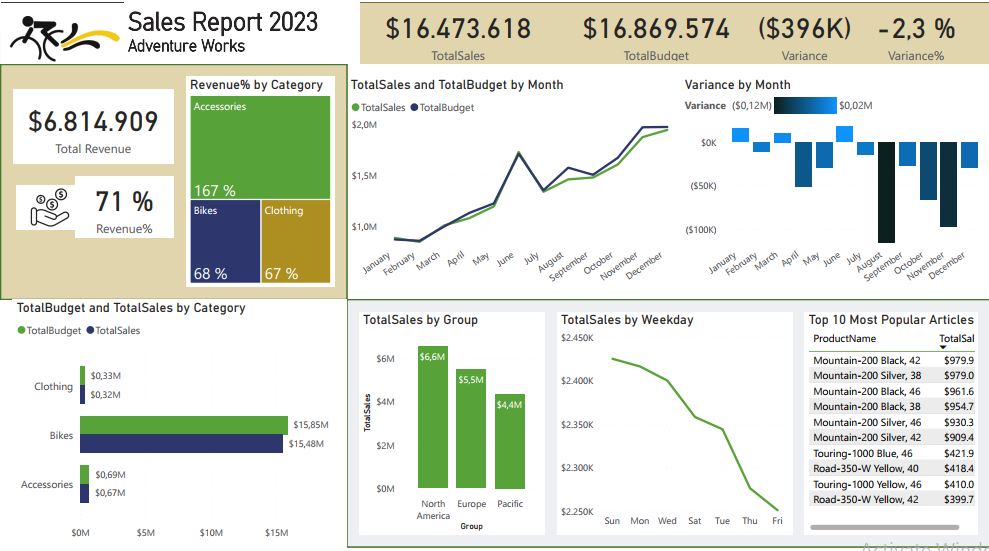 Sales Report 2023
Adventure Works
$16.473.618
TotalSales
$16.869.574
TotalBudget
($396K)
Variance
-2,3 %
Variance%
$6.814.909
Total Revenue
71 %
Revenue%
Revenue% by Category
Accessories
167 %
Bikes
68 %
Clothing
67 %
TotalSales and TotalBudget by Month
TotalSales TotalBudget
$2,0M
$1,5M
$1,0M
January
February
March
April
May
June
July
August
September
October
November
December
Variance by Month
Variance ($0,12M) $0,02M
$0K
($50K)
($100K)
January
February
March
April
May
June
July
August
September
October
November
December
TotalBudget and TotalSales by Category
TotalBudget TotalSales
Clothing
$0,33M
$0,32M
Bikes
$15,85M
$15,48M
Accessories
$0,69M
$0,67M
$0M $5M $10M $15M
TotalSales by Group
TotalSales
$6M
$4M
$2M
$0M
$6,6M
$5,5M
$4,4M
North America
Europe
Pacific
Group
TotalSales by Weekday
$2.450K
$2.400K
$2.350K
$2.300K
$2.250K
Sun Mon Wed Sat Tue Thu Fri
Top 10 Most Popular Articles
ProductName TotalSal
Mountain-200 Black, 42 $979.9
Mountain-200 Silver, 38 $979.0
Mountain-200 Black, 46 $961.6
Mountain-200 Black, 38 $954.7
Mountain-200 Silver, 46 $930.3
Mountain-200 Silver, 42 $909.4
Touring-1000 Blue, 46 $421.9
Road-350-W Yellow, 40 $418.4
Touring-1000 Yellow, 46 $410.0
Road-350-W Yellow, 42 $399.7